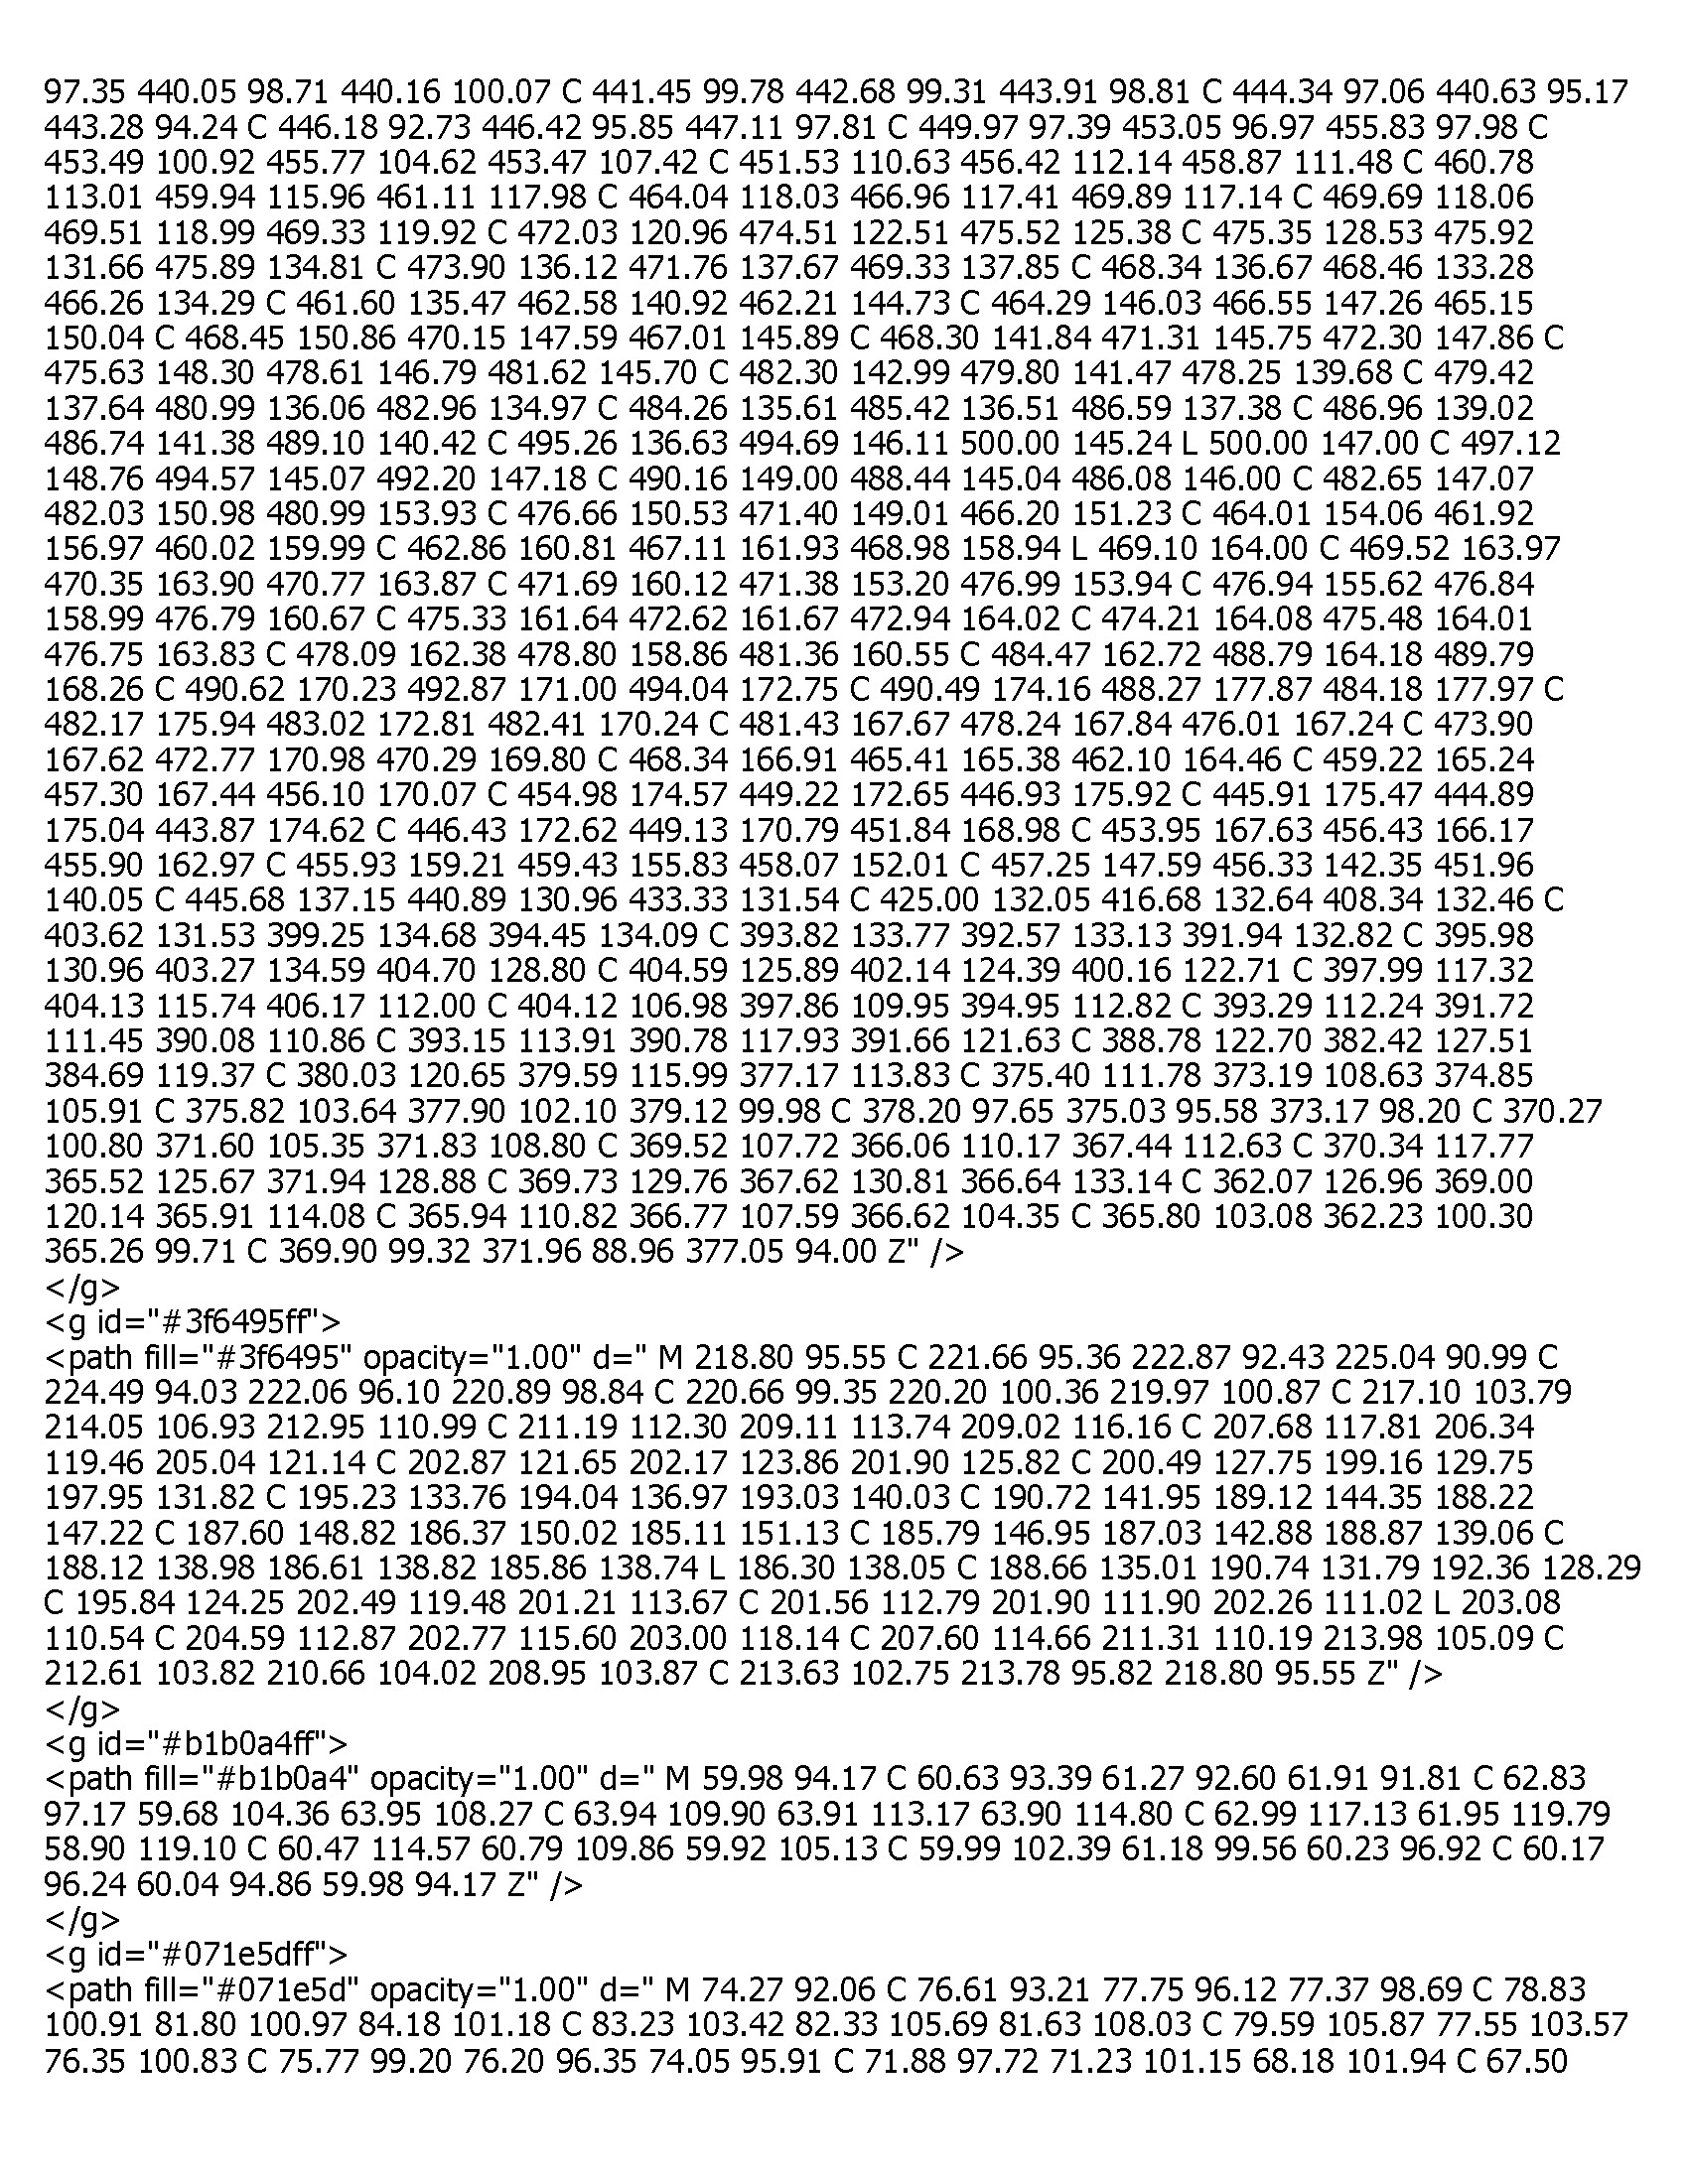 97.35 440.05 98.71 440.16 100.07 C 441.45 99.78 442.68 99.31 443.91 98.81 C 444.34 97.06 440.63 95.17
443.28 94.24 C 446.18 92.73 446.42 95.85 447.11 97.81 C 449.97 97.39 453.05 96.97 455.83 97.98 C
453.49 100.92 455.77 104.62 453.47 107.42 C 451.53 110.63 456.42 112.14 458.87 111.48 C 460.78
113.01 459.94 115.96 461.11 117.98 C 464.04 118.03 466.96 117.41 469.89 117.14 C 469.69 118.06
469.51 118.99 469.33 119.92 C 472.03 120.96 474.51 122.51 475.52 125.38 C 475.35 128.53 475.92
131.66 475.89 134.81 C 473.90 136.12 471.76 137.67 469.33 137.85 C 468.34 136.67 468.46 133.28
466.26 134.29 C 461.60 135.47 462.58 140.92 462.21 144.73 C 464.29 146.03 466.55 147.26 465.15
150.04 C 468.45 150.86 470.15 147.59 467.01 145.89 C 468.30 141.84 471.31 145.75 472.30 147.86 C
475.63 148.30 478.61 146.79 481.62 145.70 C 482.30 142.99 479.80 141.47 478.25 139.68 C 479.42
137.64 480.99 136.06 482.96 134.97 C 484.26 135.61 485.42 136.51 486.59 137.38 C 486.96 139.02
486.74 141.38 489.10 140.42 C 495.26 136.63 494.69 146.11 500.00 145.24 L 500.00 147.00 C 497.12
148.76 494.57 145.07 492.20 147.18 C 490.16 149.00 488.44 145.04 486.08 146.00 C 482.65 147.07
482.03 150.98 480.99 153.93 C 476.66 150.53 471.40 149.01 466.20 151.23 C 464.01 154.06 461.92
156.97 460.02 159.99 C 462.86 160.81 467.11 161.93 468.98 158.94 L 469.10 164.00 C 469.52 163.97
470.35 163.90 470.77 163.87 C 471.69 160.12 471.38 153.20 476.99 153.94 C 476.94 155.62 476.84
158.99 476.79 160.67 C 475.33 161.64 472.62 161.67 472.94 164.02 C 474.21 164.08 475.48 164.01
476.75 163.83 C 478.09 162.38 478.80 158.86 481.36 160.55 C 484.47 162.72 488.79 164.18 489.79
168.26 C 490.62 170.23 492.87 171.00 494.04 172.75 C 490.49 174.16 488.27 177.87 484.18 177.97 C
482.17 175.94 483.02 172.81 482.41 170.24 C 481.43 167.67 478.24 167.84 476.01 167.24 C 473.90
167.62 472.77 170.98 470.29 169.80 C 468.34 166.91 465.41 165.38 462.10 164.46 C 459.22 165.24
457.30 167.44 456.10 170.07 C 454.98 174.57 449.22 172.65 446.93 175.92 C 445.91 175.47 444.89
175.04 443.87 174.62 C 446.43 172.62 449.13 170.79 451.84 168.98 C 453.95 167.63 456.43 166.17
455.90 162.97 C 455.93 159.21 459.43 155.83 458.07 152.01 C 457.25 147.59 456.33 142.35 451.96
140.05 C 445.68 137.15 440.89 130.96 433.33 131.54 C 425.00 132.05 416.68 132.64 408.34 132.46 C
403.62 131.53 399.25 134.68 394.45 134.09 C 393.82 133.77 392.57 133.13 391.94 132.82 C 395.98
130.96 403.27 134.59 404.70 128.80 C 404.59 125.89 402.14 124.39 400.16 122.71 C 397.99 117.32
404.13 115.74 406.17 112.00 C 404.12 106.98 397.86 109.95 394.95 112.82 C 393.29 112.24 391.72
111.45 390.08 110.86 C 393.15 113.91 390.78 117.93 391.66 121.63 C 388.78 122.70 382.42 127.51
384.69 119.37 C 380.03 120.65 379.59 115.99 377.17 113.83 C 375.40 111.78 373.19 108.63 374.85
105.91 C 375.82 103.64 377.90 102.10 379.12 99.98 C 378.20 97.65 375.03 95.58 373.17 98.20 C 370.27
100.80 371.60 105.35 371.83 108.80 C 369.52 107.72 366.06 110.17 367.44 112.63 C 370.34 117.77
365.52 125.67 371.94 128.88 C 369.73 129.76 367.62 130.81 366.64 133.14 C 362.07 126.96 369.00
120.14 365.91 114.08 C 365.94 110.82 366.77 107.59 366.62 104.35 C 365.80 103.08 362.23 100.30
365.26 99.71 C 369.90 99.32 371.96 88.96 377.05 94.00 Z" />
</g>
<g id="#3f6495ff">
<path fill="#3f6495" opacity="1.00" d=" M 218.80 95.55 C 221.66 95.36 222.87 92.43 225.04 90.99 C
224.49 94.03 222.06 96.10 220.89 98.84 C 220.66 99.35 220.20 100.36 219.97 100.87 C 217.10 103.79
214.05 106.93 212.95 110.99 C 211.19 112.30 209.11 113.74 209.02 116.16 C 207.68 117.81 206.34
119.46 205.04 121.14 C 202.87 121.65 202.17 123.86 201.90 125.82 C 200.49 127.75 199.16 129.75
197.95 131.82 C 195.23 133.76 194.04 136.97 193.03 140.03 C 190.72 141.95 189.12 144.35 188.22
147.22 C 187.60 148.82 186.37 150.02 185.11 151.13 C 185.79 146.95 187.03 142.88 188.87 139.06 C
188.12 138.98 186.61 138.82 185.86 138.74 L 186.30 138.05 C 188.66 135.01 190.74 131.79 192.36 128.29
C 195.84 124.25 202.49 119.48 201.21 113.67 C 201.56 112.79 201.90 111.90 202.26 111.02 L 203.08
110.54 C 204.59 112.87 202.77 115.60 203.00 118.14 C 207.60 114.66 211.31 110.19 213.98 105.09 C
212.61 103.82 210.66 104.02 208.95 103.87 C 213.63 102.75 213.78 95.82 218.80 95.55 Z" />
</g>
<g id="#b1b0a4ff">
<path fill="#b1b0a4" opacity="1.00" d=" M 59.98 94.17 C 60.63 93.39 61.27 92.60 61.91 91.81 C 62.83
97.17 59.68 104.36 63.95 108.27 C 63.94 109.90 63.91 113.17 63.90 114.80 C 62.99 117.13 61.95 119.79
58.90 119.10 C 60.47 114.57 60.79 109.86 59.92 105.13 C 59.99 102.39 61.18 99.56 60.23 96.92 C 60.17
96.24 60.04 94.86 59.98 94.17 Z" />
</g>
<g id="#071e5dff">
<path fill="#071e5d" opacity="1.00" d=" M 74.27 92.06 C 76.61 93.21 77.75 96.12 77.37 98.69 C 78.83
100.91 81.80 100.97 84.18 101.18 C 83.23 103.42 82.33 105.69 81.63 108.03 C 79.59 105.87 77.55 103.57
76.35 100.83 C 75.77 99.20 76.20 96.35 74.05 95.91 C 71.88 97.72 71.23 101.15 68.18 101.94 C 67.50